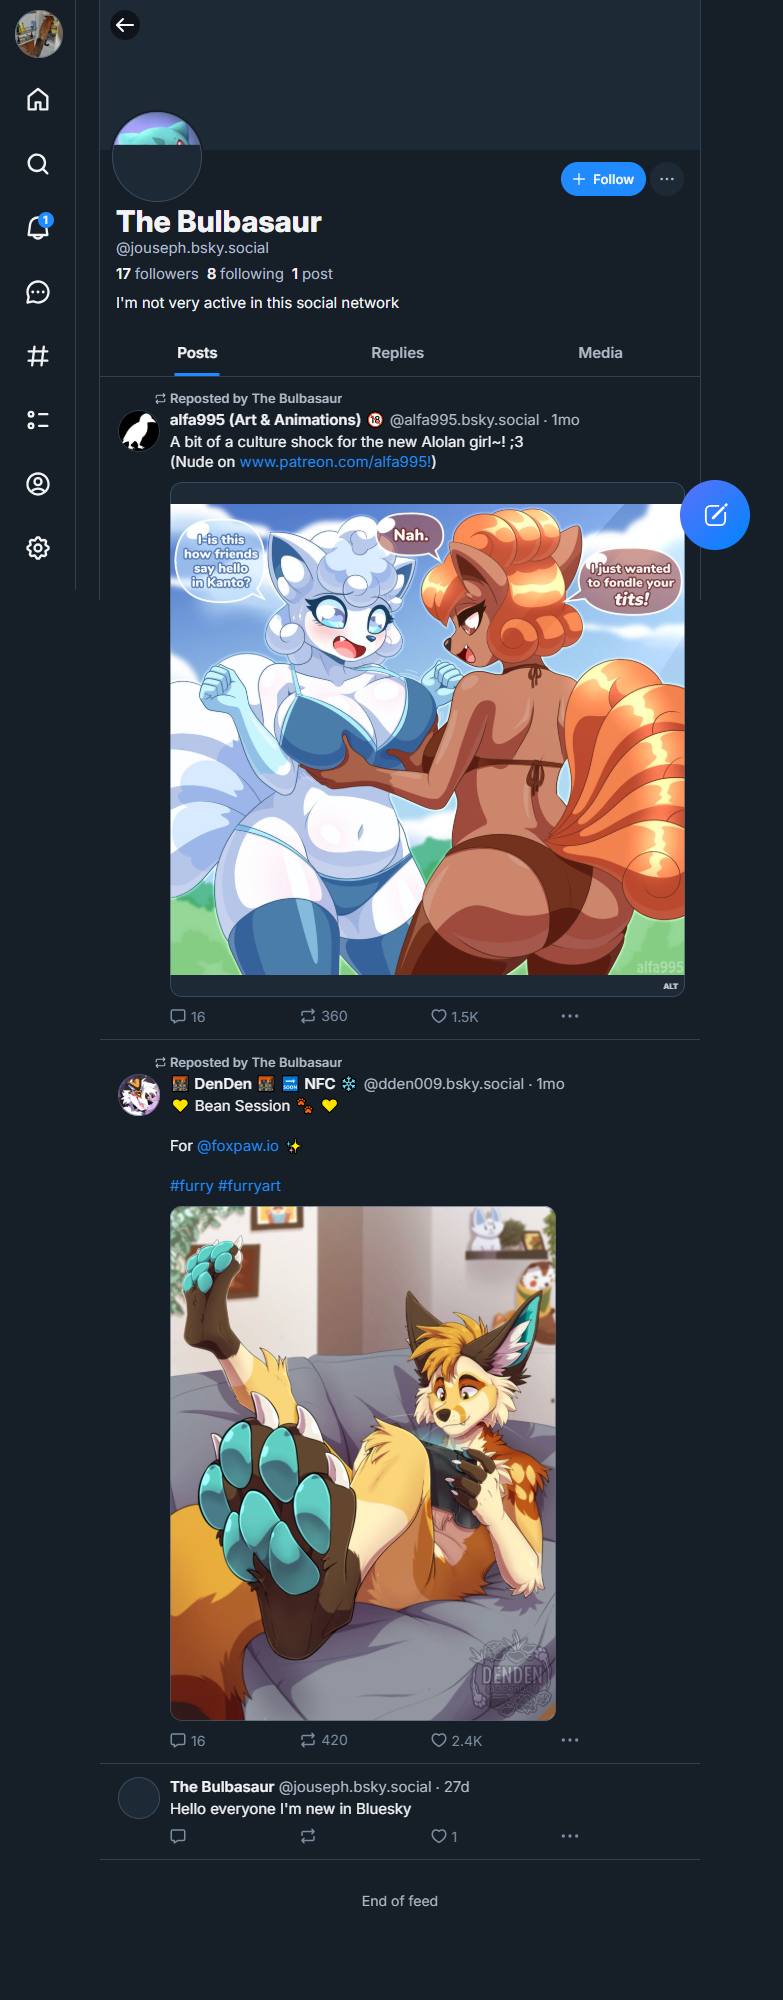 1
+ Follow
The Bulbasaur
@jouseph.bsky.social
17 followers 8 following 1 post
I'm not very active in this social network
Posts
Replies
Media
Reposted by The Bulbasaur
alfa995 (Art & Animations) 🔞 @alfa995.bsky.social · 1mo
A bit of a culture shock for the new Alolan girl~! ;3
(Nude on www.patreon.com/alfa995!)
I-is this
how friends
say hello
in Kanto?
Nah.
I just wanted
to fondle your
tits!
alfa995
ALT
16
360
1.5K
Reposted by The Bulbasaur
DenDen 🔜 NFC ❄️ @dden009.bsky.social · 1mo
💛 Bean Session 🐾 💛
For @foxpaw.io ✨
#furry #furryart
DENDEN
16
420
2.4K
The Bulbasaur @jouseph.bsky.social · 27d
Hello everyone I'm new in Bluesky
1
End of feed